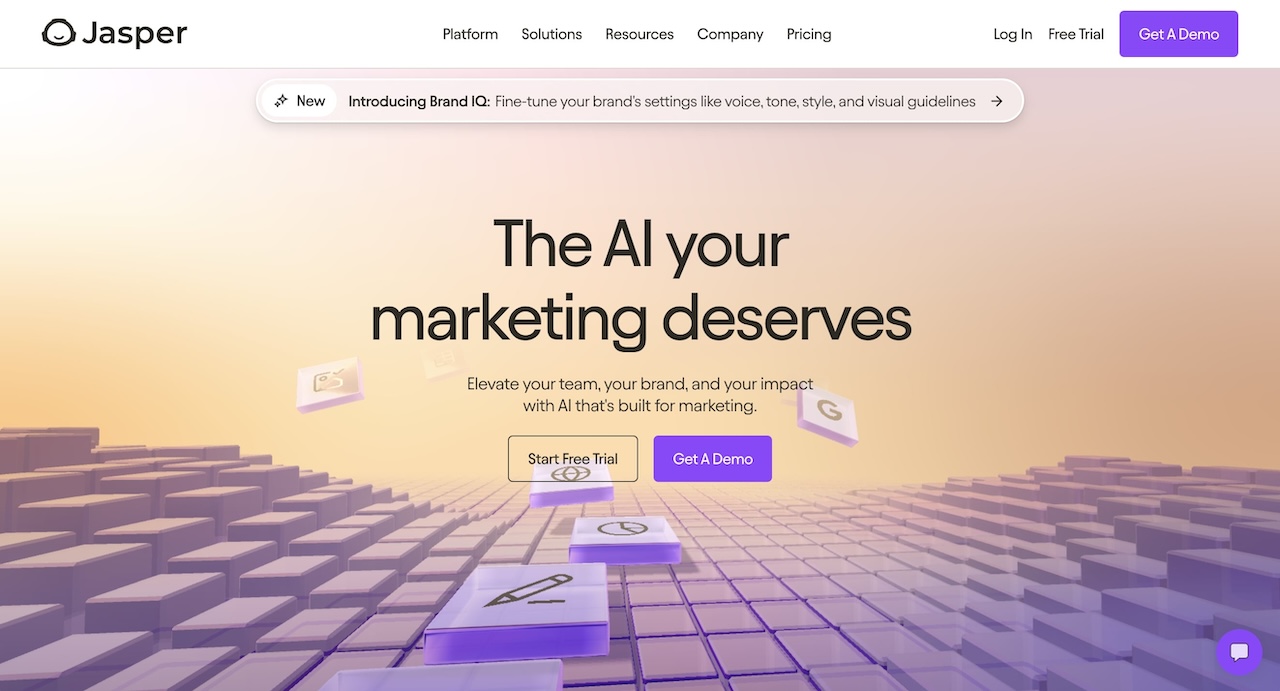 Jasper
Platform Solutions Resources Company Pricing
Log In Free Trial Get A Demo
New Introducing Brand IQ: Fine-tune your brand's settings like voice, tone, style, and visual guidelines →
The AI your
marketing deserves
Elevate your team, your brand, and your impact
with AI that's built for marketing.
Start Free Trial Get A Demo
G